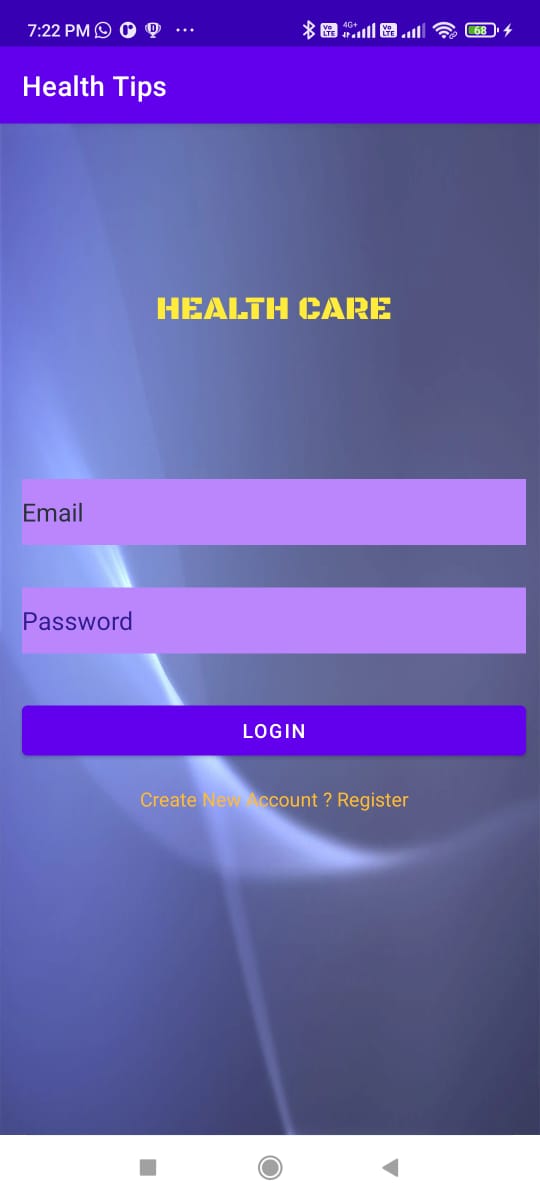 7:22 PM
4G+
Vo LTE
Vo LTE
68
Health Tips
HEALTH CARE
Email
Password
LOGIN
Create New Account ? Register